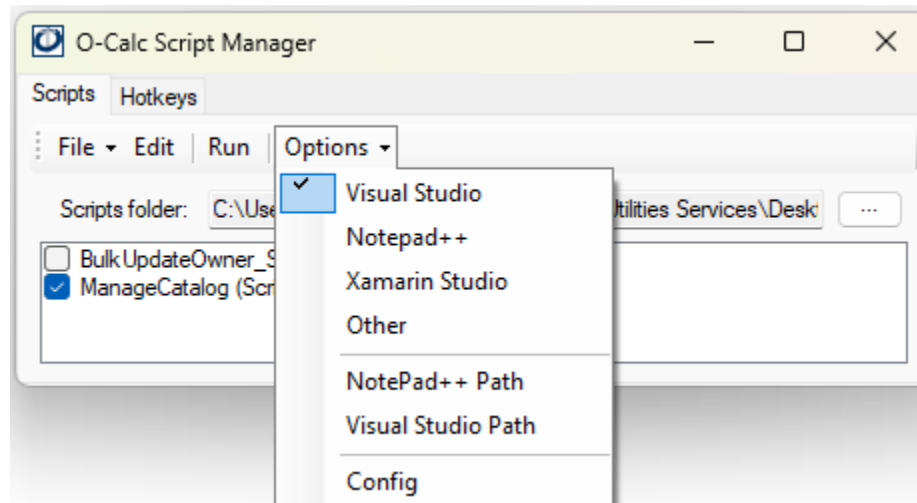 O-Calc Script Manager
Scripts Hotkeys
File Edit Run Options
Visual Studio
Scripts folder: C:\Use tilities Services\Desk
Notepad++
BulkUpdateOwner_S
Xamarin Studio
ManageCatalog (Scr
Other
NotePad++ Path
Visual Studio Path
Config